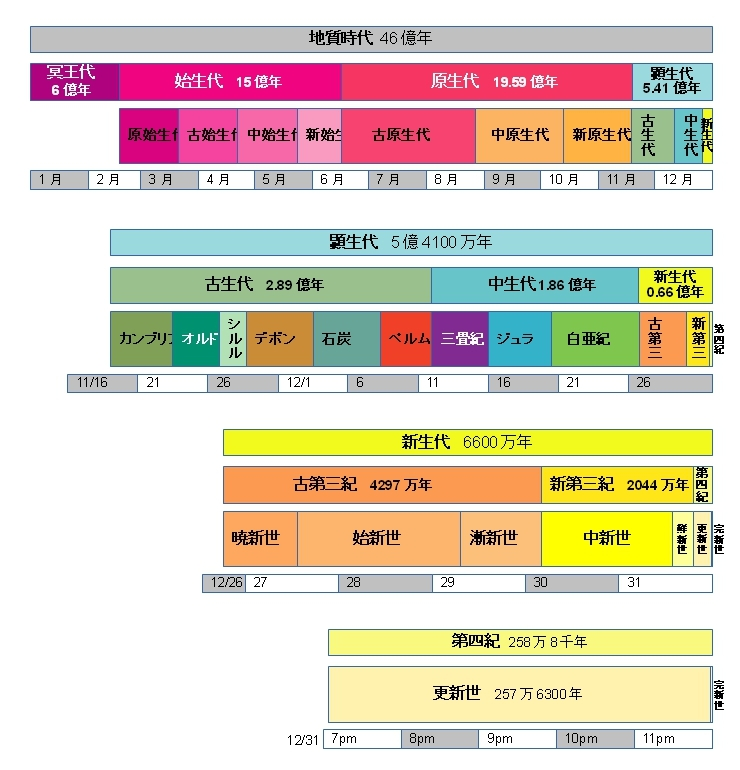 地質時代 46億年
冥王代 始生代 15億年 原生代 19.59億年 顕生代
6億年 5.41億年
原始生代 古始生代 中始生代 新始生 古原生代 中原生代 新原生代 古生代 中生代 新生代
1月 2月 3月 4月 5月 6月 7月 8月 9月 10月 11月 12月
顕生代 5億4100万年
古生代 2.89億年 中生代1.86億年 新生代
0.66億年
カンブリア オルド シルル デボン 石炭 ペルム 三畳紀 ジュラ 白亜紀 古第三 新第三 第四紀
11/16 21 26 12/1 6 11 16 21 26
新生代 6600万年
古第三紀 4297万年 新第三紀 2044万年 第四紀
暁新世 始新世 漸新世 中新世 鮮新世 更新世 完新世
12/26 27 28 29 30 31
第四紀 258万8千年
更新世 257万6300年 完新世
12/31 7pm 8pm 9pm 10pm 11pm